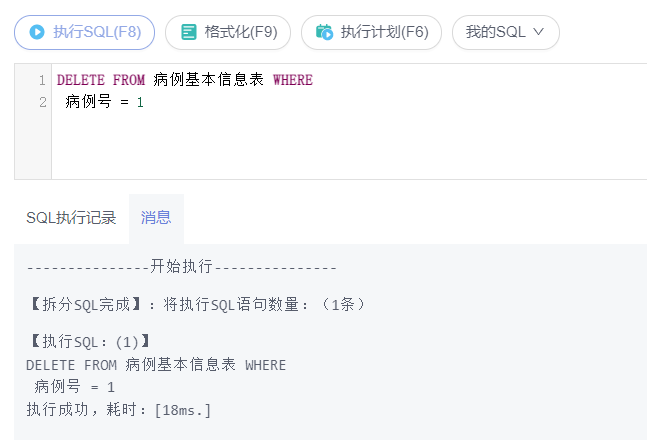 执行SQL(F8) 格式化(F9) 执行计划(F6) 我的SQL
1 DELETE FROM 病例基本信息表 WHERE
2 病例号 = 1
SQL执行记录 消息
---------------开始执行---------------
【拆分SQL完成】：将执行SQL语句数量：（1条）
【执行SQL：(1)】
DELETE FROM 病例基本信息表 WHERE
病例号 = 1
执行成功，耗时：[18ms.]